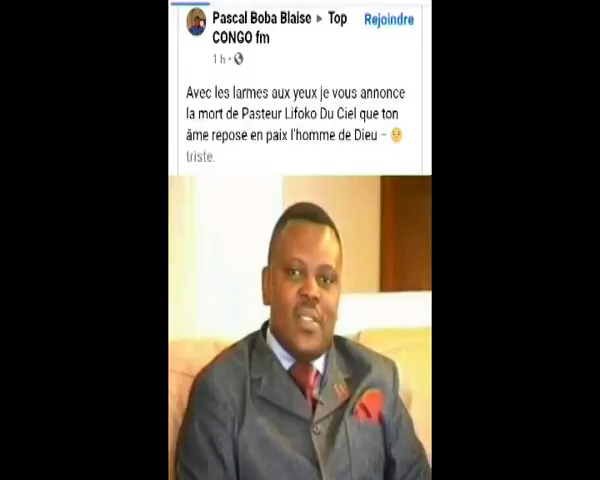 Pascal Boba Blaise ▸ Top Rejoindre
CONGO fm
1 h ·
Avec les larmes aux yeux je vous annonce
la mort de Pasteur Lifoko Du Ciel que ton
âme repose en paix l'homme de Dieu –
triste.